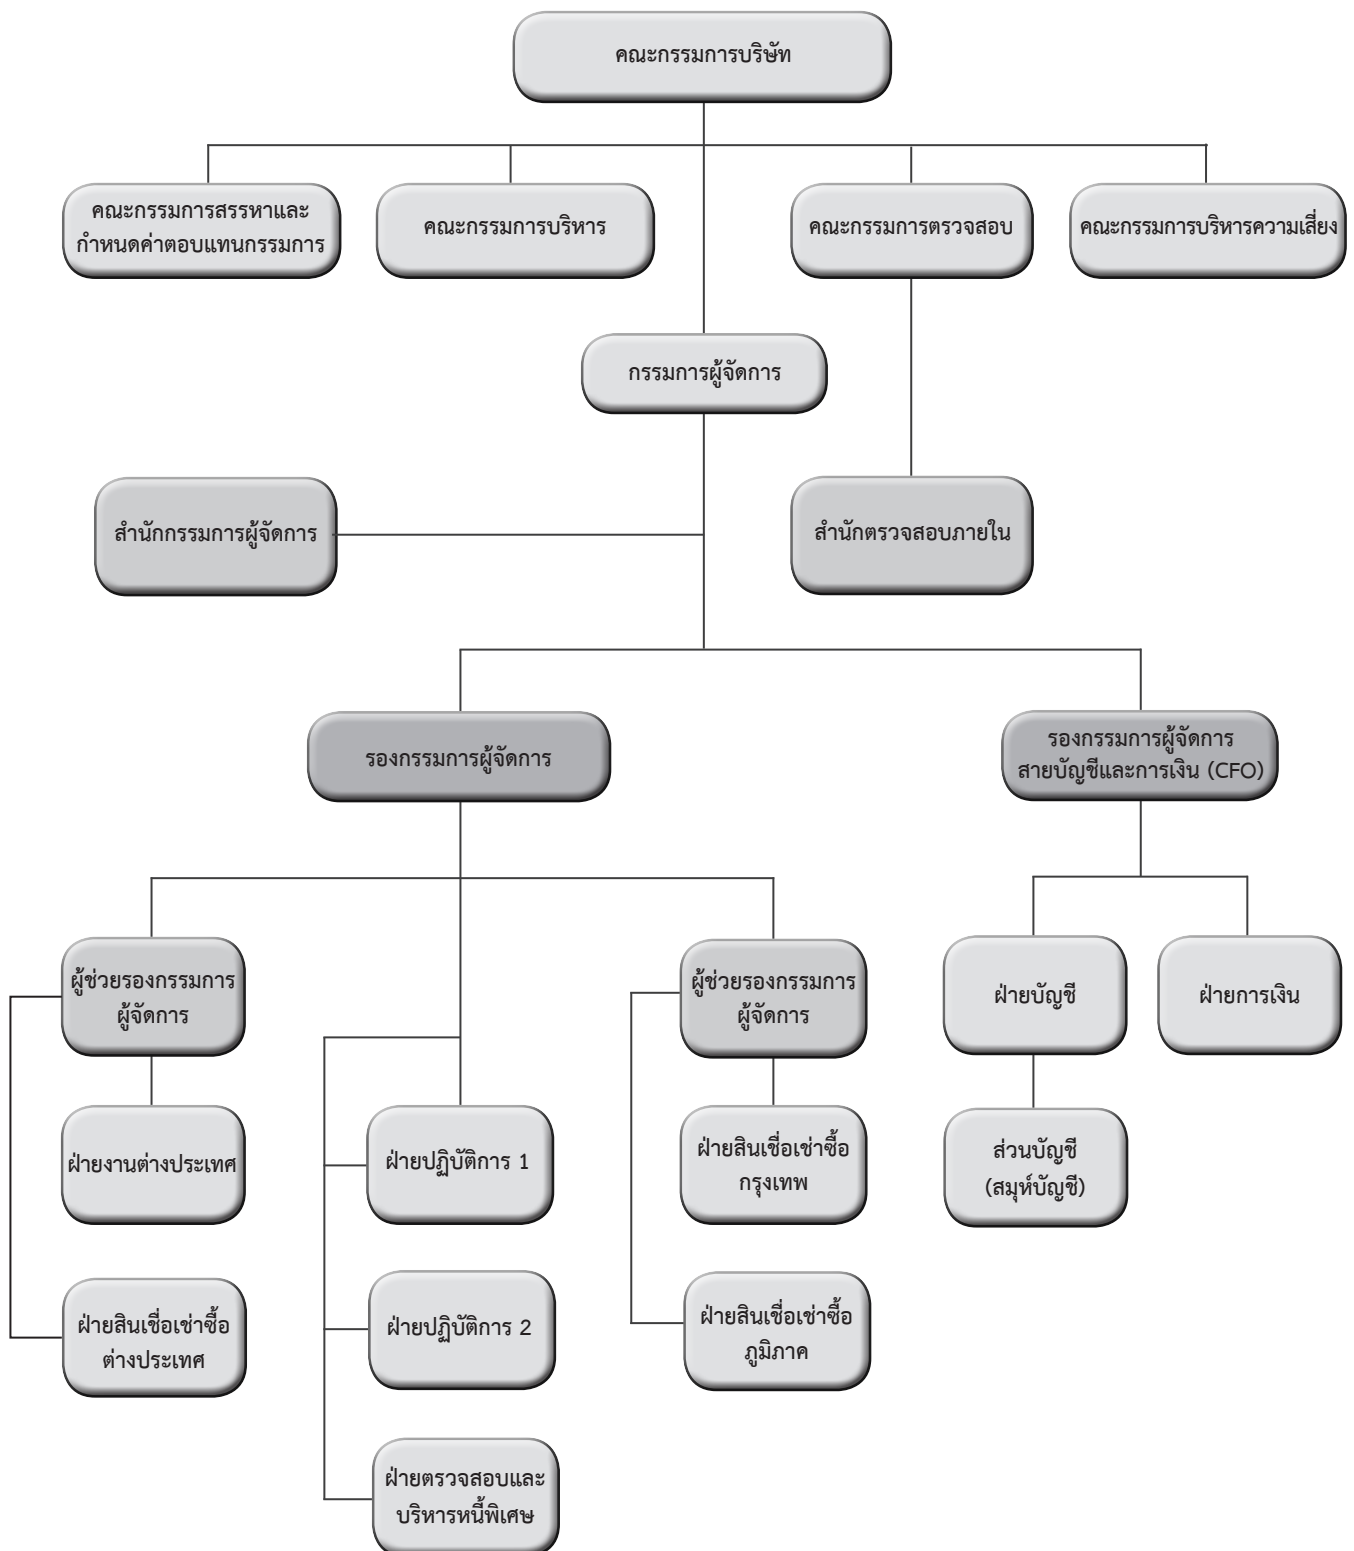 คณะกรรมการบริษัท
คณะกรรมการสรรหาและ
กำหนดค่าตอบแทนกรรมการ
คณะกรรมการบริหาร
คณะกรรมการตรวจสอบ
คณะกรรมการบริหารความเสี่ยง
กรรมการผู้จัดการ
สำนักกรรมการผู้จัดการ
สำนักตรวจสอบภายใน
รองกรรมการผู้จัดการ
รองกรรมการผู้จัดการ
สายบัญชีและการเงิน (CFO)
ผู้ช่วยรองกรรมการ
ผู้จัดการ
ผู้ช่วยรองกรรมการ
ผู้จัดการ
ฝ่ายบัญชี
ฝ่ายการเงิน
ฝ่ายงานต่างประเทศ
ฝ่ายปฏิบัติการ 1
ฝ่ายสินเชื่อเช่าซื้อ
กรุงเทพ
ส่วนบัญชี
(สมุห์บัญชี)
ฝ่ายสินเชื่อเช่าซื้อ
ต่างประเทศ
ฝ่ายปฏิบัติการ 2
ฝ่ายสินเชื่อเช่าซื้อ
ภูมิภาค
ฝ่ายตรวจสอบและ
บริหารหนี้พิเศษ